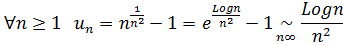 ∀n ≥ 1 uₙ = n^{1/n²} − 1 = e^{Logn/n²} − 1 ∼_{n∞} Logn/n²